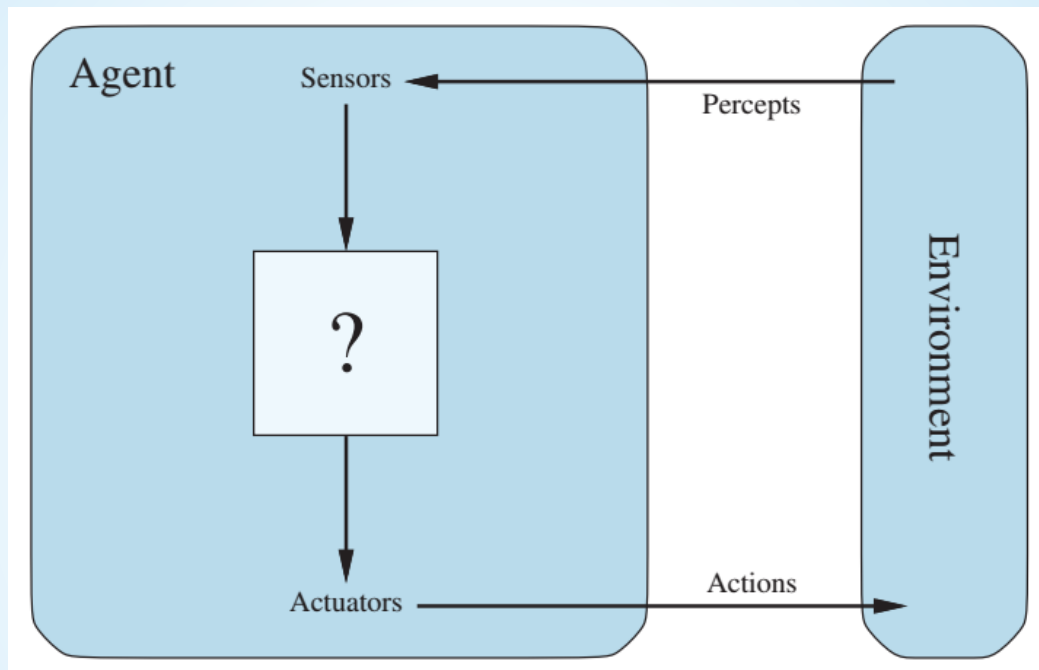 Agent
Sensors
Percepts
?
Environment
Actuators
Actions